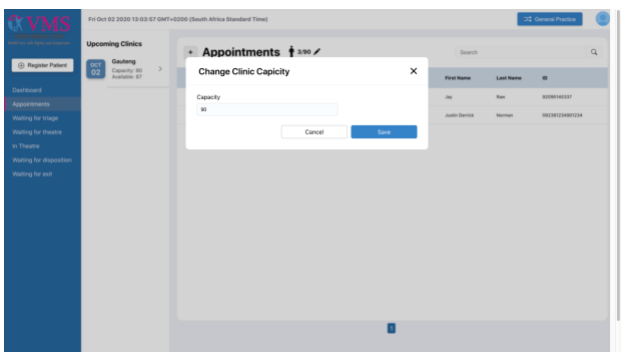 VMS
Fri Oct 02 2020 13:03:57 GMT+0200 (South Africa Standard Time)
General Practice
Register Patient
Dashboard
Appointments
Waiting for triage
Waiting for theatre
In Theatre
Waiting for disposition
Waiting for exit
Upcoming Clinics
OCT
02
Gauteng
Capacity: 90
Available: 87
+ Appointments 3/90
Search
First Name Last Name ID
Jay
Justin Derrick Norman
Change Clinic Capicity
Capacity
90
Cancel Save
1